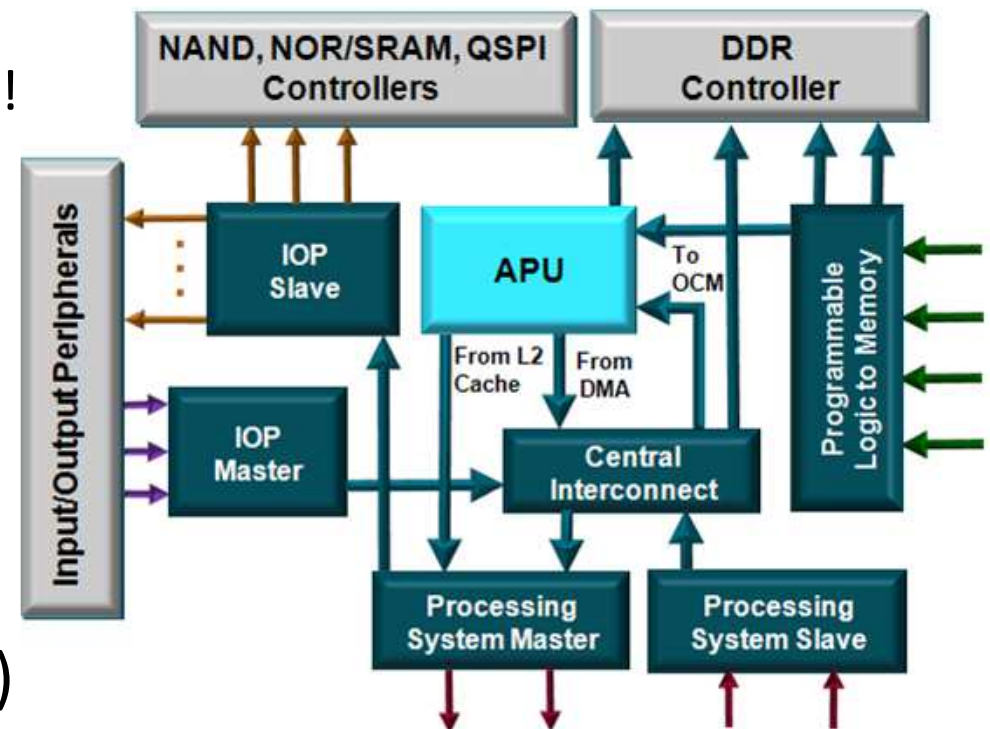 NAND, NOR/SRAM, QSPI
Controllers
DDR
Controller
!
Input/Output Peripherals
IOP
Slave
APU
To
OCM
Programmable
Logic to Memory
From L2
Cache
From
DMA
IOP
Master
Central
Interconnect
Processing
System Master
Processing
System Slave
)